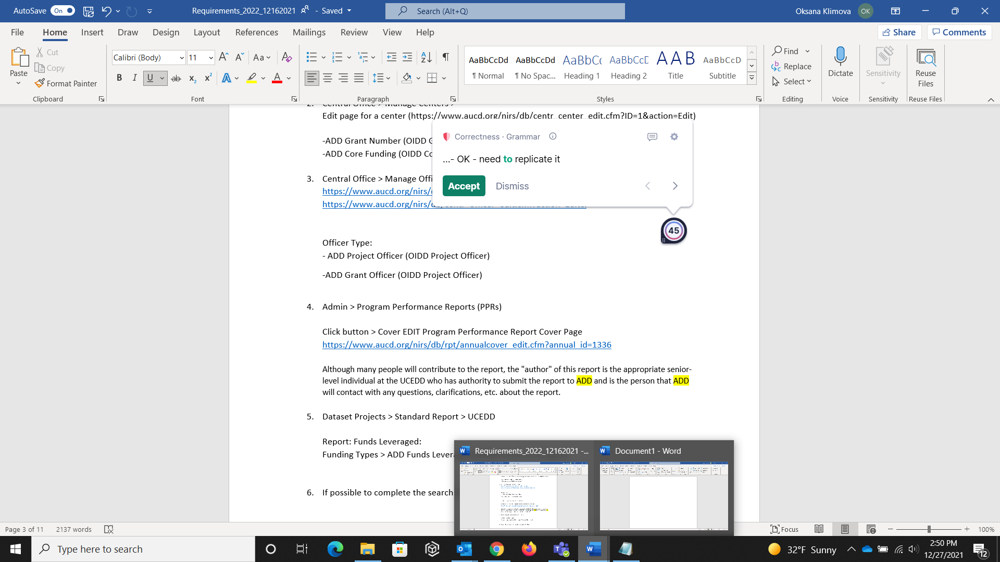 AutoSave On Requirements_2022_12162021 - Saved Search (Alt+Q) Oksana Klimova OK
File Home Insert Draw Design Layout References Mailings Review View Help Share Comments
Paste Cut Copy Format Painter
Calibri (Body) 11
AaBbCcDd AaBbCcDd AaBbCc AaBbCcD AAB AaBbCcD
¶ Normal ¶ No Spac... Heading 1 Heading 2 Title Subtitle
Find Replace Select
Dictate Sensitivity Reuse Files
Clipboard Font Paragraph Styles Editing Voice Sensitivity Reuse Files
2. Central Office > Manage Centers >
Edit page for a center (https://www.aucd.org/nirs/db/centr_center_edit.cfm?ID=1&action=Edit)
-ADD Grant Number (OIDD G
-ADD Core Funding (OIDD Co
Correctness · Grammar
...- OK - need to replicate it
Accept Dismiss
45
3. Central Office > Manage Offi
https://www.aucd.org/nirs/
https://www.aucd.org/nirs/
Officer Type:
- ADD Project Officer (OIDD Project Officer)
-ADD Grant Officer (OIDD Project Officer)
4. Admin > Program Performance Reports (PPRs)
Click button > Cover EDIT Program Performance Report Cover Page
https://www.aucd.org/nirs/db/rpt/annualcover_edit.cfm?annual_id=1336
Although many people will contribute to the report, the "author" of this report is the appropriate senior-
level individual at the UCEDD who has authority to submit the report to ADD and is the person that ADD
will contact with any questions, clarifications, etc. about the report.
5. Dataset Projects > Standard Report > UCEDD
Report: Funds Leveraged:
Funding Types > ADD Funds Levera
6. If possible to complete the search
Requirements_2022_12162021 -... Document1 - Word
Page 3 of 11 2137 words Focus 100%
Type here to search 32°F Sunny 2:50 PM
12/27/2021 12